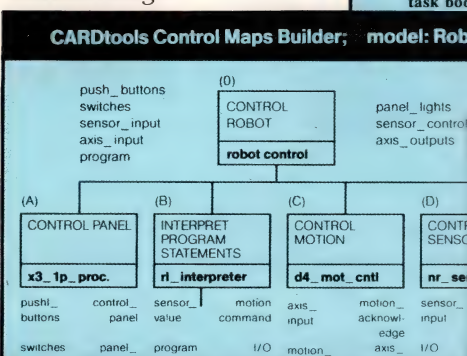 task
CARDtools Control Maps Builder; model: Rob
push_buttons
switches
sensor_input
axis_input
program
(0)
CONTROL
ROBOT
robot control
panel_lights
sensor_control
axis_outputs
(A)
CONTROL PANEL
x3_1p_proc.
(B)
INTERPRET
PROGRAM
STATEMENTS
rl_interpreter
(C)
CONTROL
MOTION
d4_mot_cntl
(D)
CONT
SENSO
nr_se
pushl_ control_
buttons panel
switches panel_
sensor_ motion
value command
program I/O
axis_ motion_
input acknowl-
edge
motion_ axis_
sensor_
input
I/O